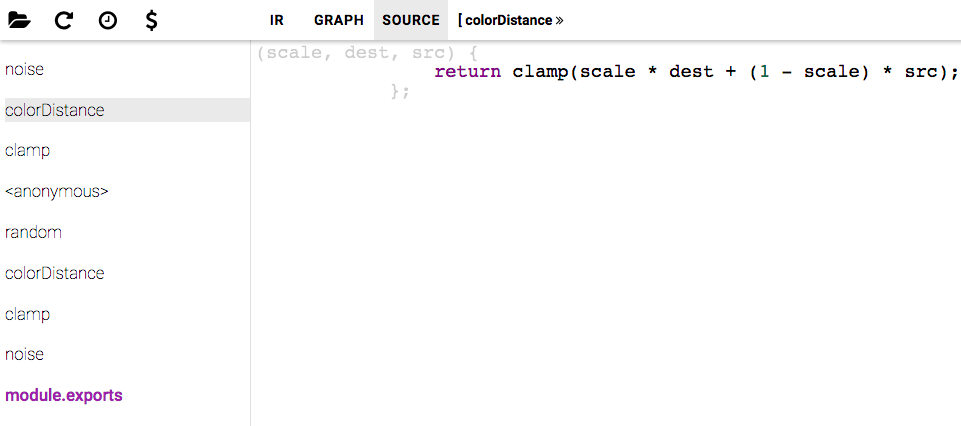 IR GRAPH SOURCE [ colorDistance »
noise
colorDistance
clamp
<anonymous>
random
colorDistance
clamp
noise
module.exports
(scale, dest, src) {
return clamp(scale * dest + (1 - scale) * src);
};